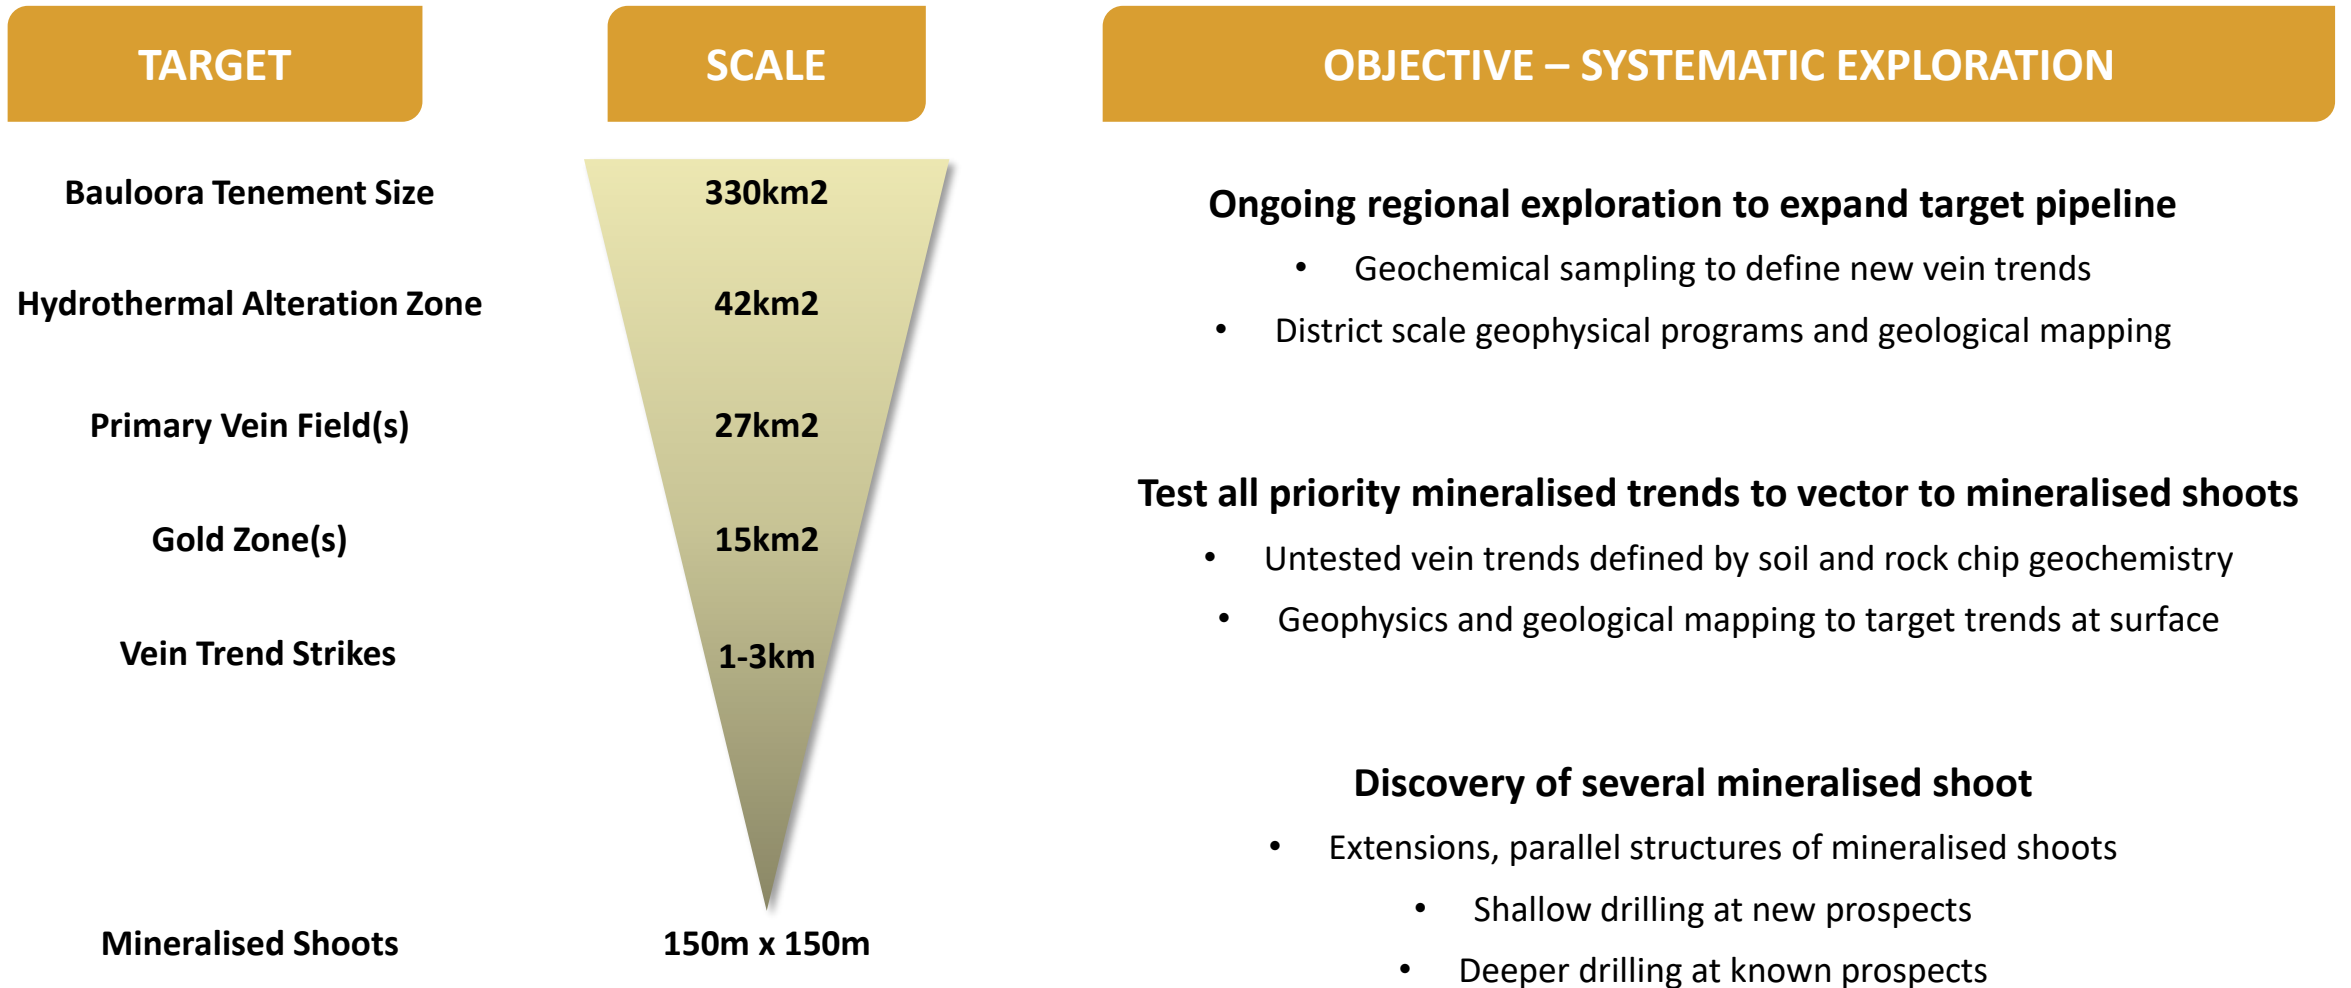 TARGET
SCALE
OBJECTIVE – SYSTEMATIC EXPLORATION
Bauloora Tenement Size
330km2
Hydrothermal Alteration Zone
42km2
Primary Vein Field(s)
27km2
Gold Zone(s)
15km2
Vein Trend Strikes
1-3km
Mineralised Shoots
150m x 150m
Ongoing regional exploration to expand target pipeline
• Geochemical sampling to define new vein trends
• District scale geophysical programs and geological mapping
Test all priority mineralised trends to vector to mineralised shoots
• Untested vein trends defined by soil and rock chip geochemistry
• Geophysics and geological mapping to target trends at surface
Discovery of several mineralised shoot
• Extensions, parallel structures of mineralised shoots
• Shallow drilling at new prospects
• Deeper drilling at known prospects